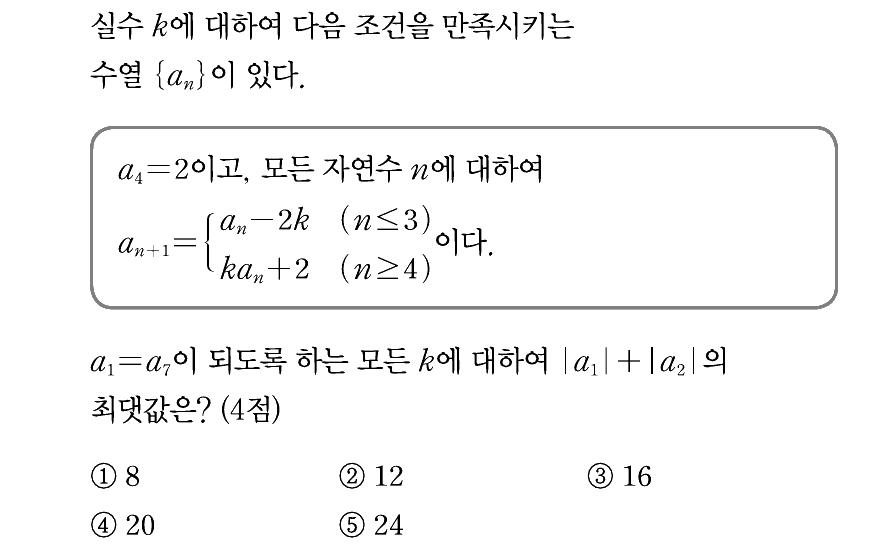 실수 k에 대하여 다음 조건을 만족시키는
수열 {aₙ}이 있다.
a₄=2이고, 모든 자연수 n에 대하여
aₙ₊₁={aₙ-2k (n≤3)
kaₙ+2 (n≥4)이다.
a₁=a₇이 되도록 하는 모든 k에 대하여 |a₁|+|a₂|의
최댓값은? (4점)
① 8 ② 12 ③ 16
④ 20 ⑤ 24